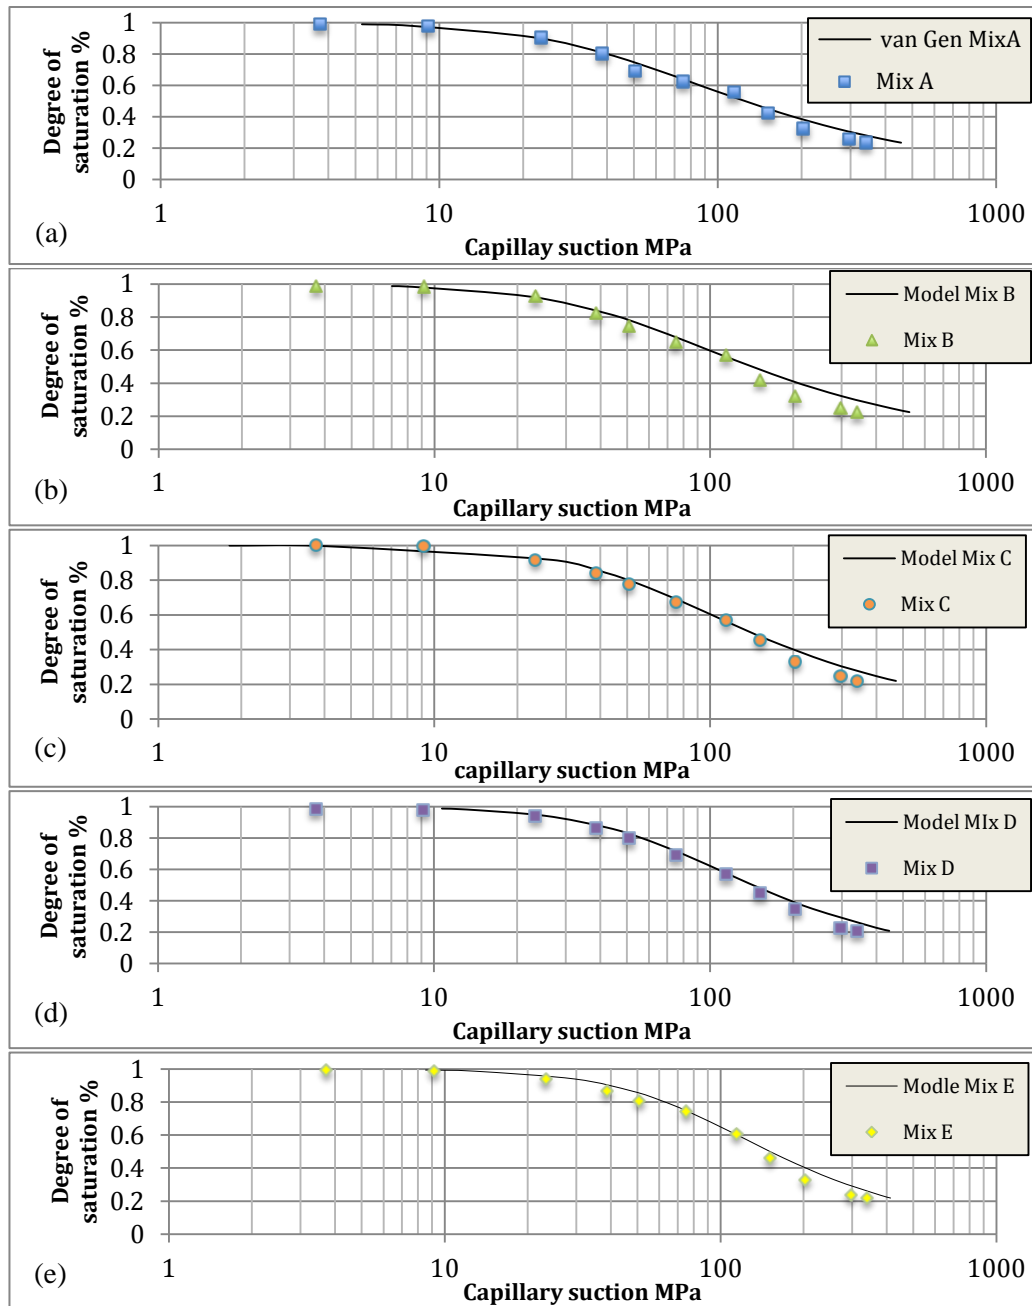 Degree of
saturation %
1
0.8
0.6
0.4
0.2
0
1 10 100 1000
van Gen MixA
Mix A
(a)
Capillay suction MPa
Degree of
saturation %
1
0.8
0.6
0.4
0.2
0
1 10 100 1000
Model Mix B
Mix B
(b)
Capillary suction MPa
Degree of
saturation %
1
0.8
0.6
0.4
0.2
0
1 10 100 1000
Model Mix C
Mix C
(c)
capillary suction MPa
Degree of
saturation %
1
0.8
0.6
0.4
0.2
0
1 10 100 1000
Model MIx D
Mix D
(d)
Capillary suction MPa
Degree of
saturation %
1
0.8
0.6
0.4
0.2
0
1 10 100 1000
Modle Mix E
Mix E
(e)
Capillary suction MPa